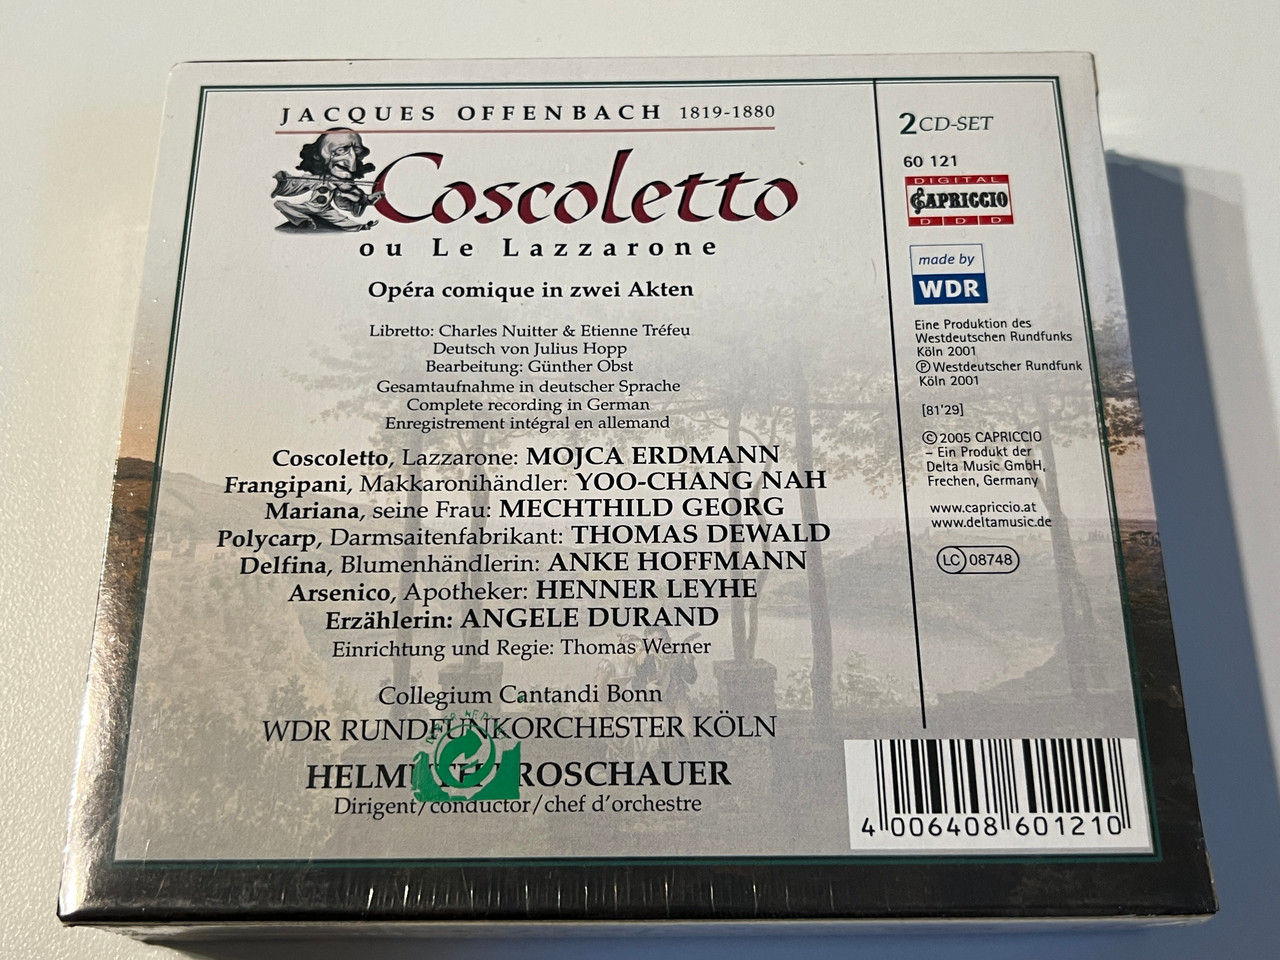 JACQUES OFFENBACH 1819-1880
Coscoletto
ou Le Lazzarone
Opéra comique in zwei Akten
Libretto: Charles Nuitter & Etienne Tréfeu
Deutsch von Julius Hopp
Bearbeitung: Günther Obst
Gesamtaufnahme in deutscher Sprache
Complete recording in German
Enregistrement intégral en allemand
Coscoletto, Lazzarone: MOJCA ERDMANN
Frangipani, Makkaronihändler: YOO-CHANG NAH
Mariana, seine Frau: MECHTHILD GEORG
Polycarp, Darmsaitenfabrikant: THOMAS DEWALD
Delfina, Blumenhändlerin: ANKE HOFFMANN
Arsenico, Apotheker: HENNER LEYHE
Erzählerin: ANGELE DURAND
Einrichtung und Regie: Thomas Werner
Collegium Cantandi Bonn
WDR RUNDFUNKORCHESTER KÖLN
Dirigent/conductor/chef d'orchestre
2CD-SET
60 121
DIGITAL
CAPRICCIO
D D D
made by
WDR
Eine Produktion des
Westdeutschen Rundfunks
Köln 2001
Ⓟ Westdeutscher Rundfunk
Köln 2001
[81'29]
© 2005 CAPRICCIO
– Ein Produkt der
Delta Music GmbH,
Frechen, Germany
www.capriccio.at
www.deltamusic.de
LC 08748
4 006408 601210